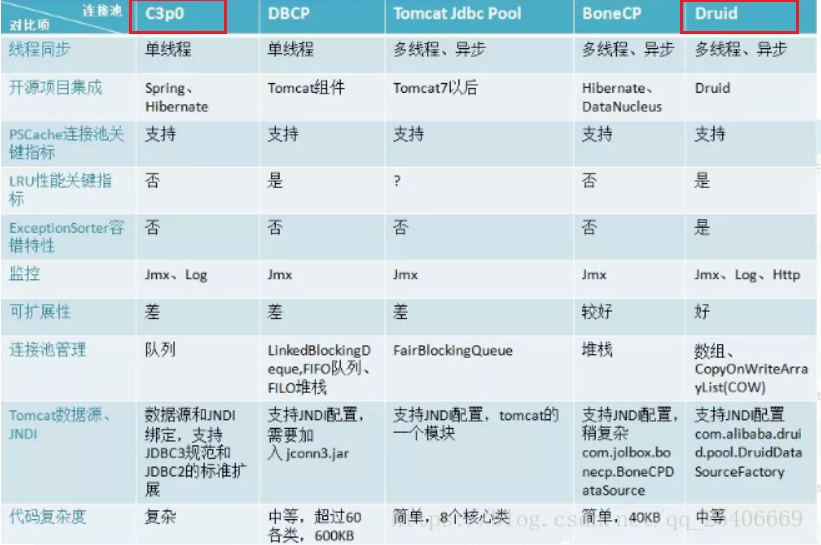 连接池
对比项
C3p0
DBCP
Tomcat Jdbc Pool
BoneCP
Druid
线程同步
单线程
单线程
多线程、异步
多线程、异步
多线程、异步
开源项目集成
Spring、
Hibernate
Tomcat组件
Tomcat7以后
Hibernate、
DataNucleus
Druid
PSCache连接池关
键指标
支持
支持
支持
支持
支持
LRU性能关键指
标
否
是
?
否
是
ExceptionSorter容
错特性
否
否
否
否
是
监控
Jmx、Log
Jmx
Jmx
Jmx
Jmx、Log、Http
可扩展性
差
差
差
较好
好
连接池管理
队列
LinkedBlockingD
eque,FIFO队列、
FILO堆栈
FairBlockingQueue
堆栈
数组、
CopyOnWriteArra
yList(COW)
Tomcat数据源、
JNDI
数据源和JNDI
绑定，支持
JDBC3规范和
JDBC2的标准扩
展
支持JNDI配置，
需要加
入 jconn3.jar
支持JNDI配置，tomcat的
一个模块
支持JNDI配置，
稍复杂
com.jolbox.bo
necp.BoneCPD
ataSource
支持JNDI配置
com.alibaba.drui
d.pool.DruidData
SourceFactory
代码复杂度
复杂
中等，超过60
各类，600KB
简单，8个核心类
简单，40KB
中等